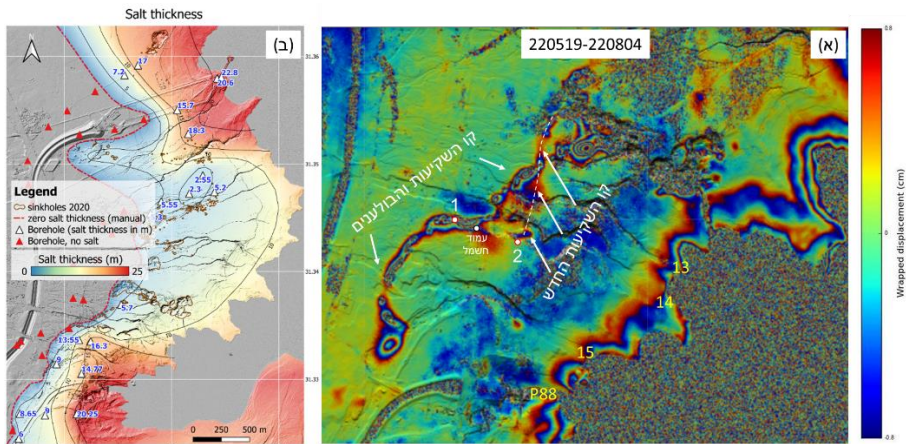 Salt thickness
(ב)
17
7.2
22.8
20.6
15.7
18.3
2.55
2.3
5.2
5.55
5.7
13.55
16.3
9
14.77
8.65
9
20.25
6
Legend
sinkholes 2020
zero salt thickness (manual)
Borehole (salt thickness in m)
Borehole, no salt
Salt thickness (m)
0
25
0
250
500 m
31.36
31.35
31.34
31.33
220519-220804
(א)
קו השקיעות והבולענים
קו השקיעות החדש
1
עמוד
חשמל
2
13
14
15
P88
0.8
0
-0.8
Wrapped displacement (cm)